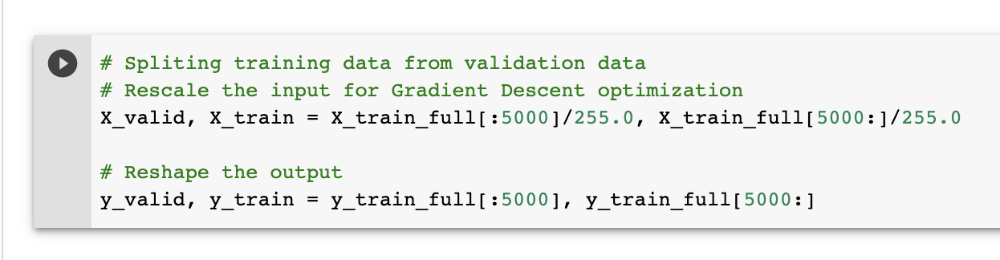 # Spliting training data from validation data
# Rescale the input for Gradient Descent optimization
X_valid, X_train = X_train_full[:5000]/255.0, X_train_full[5000:]/255.0
# Reshape the output
y_valid, y_train = y_train_full[:5000], y_train_full[5000:]